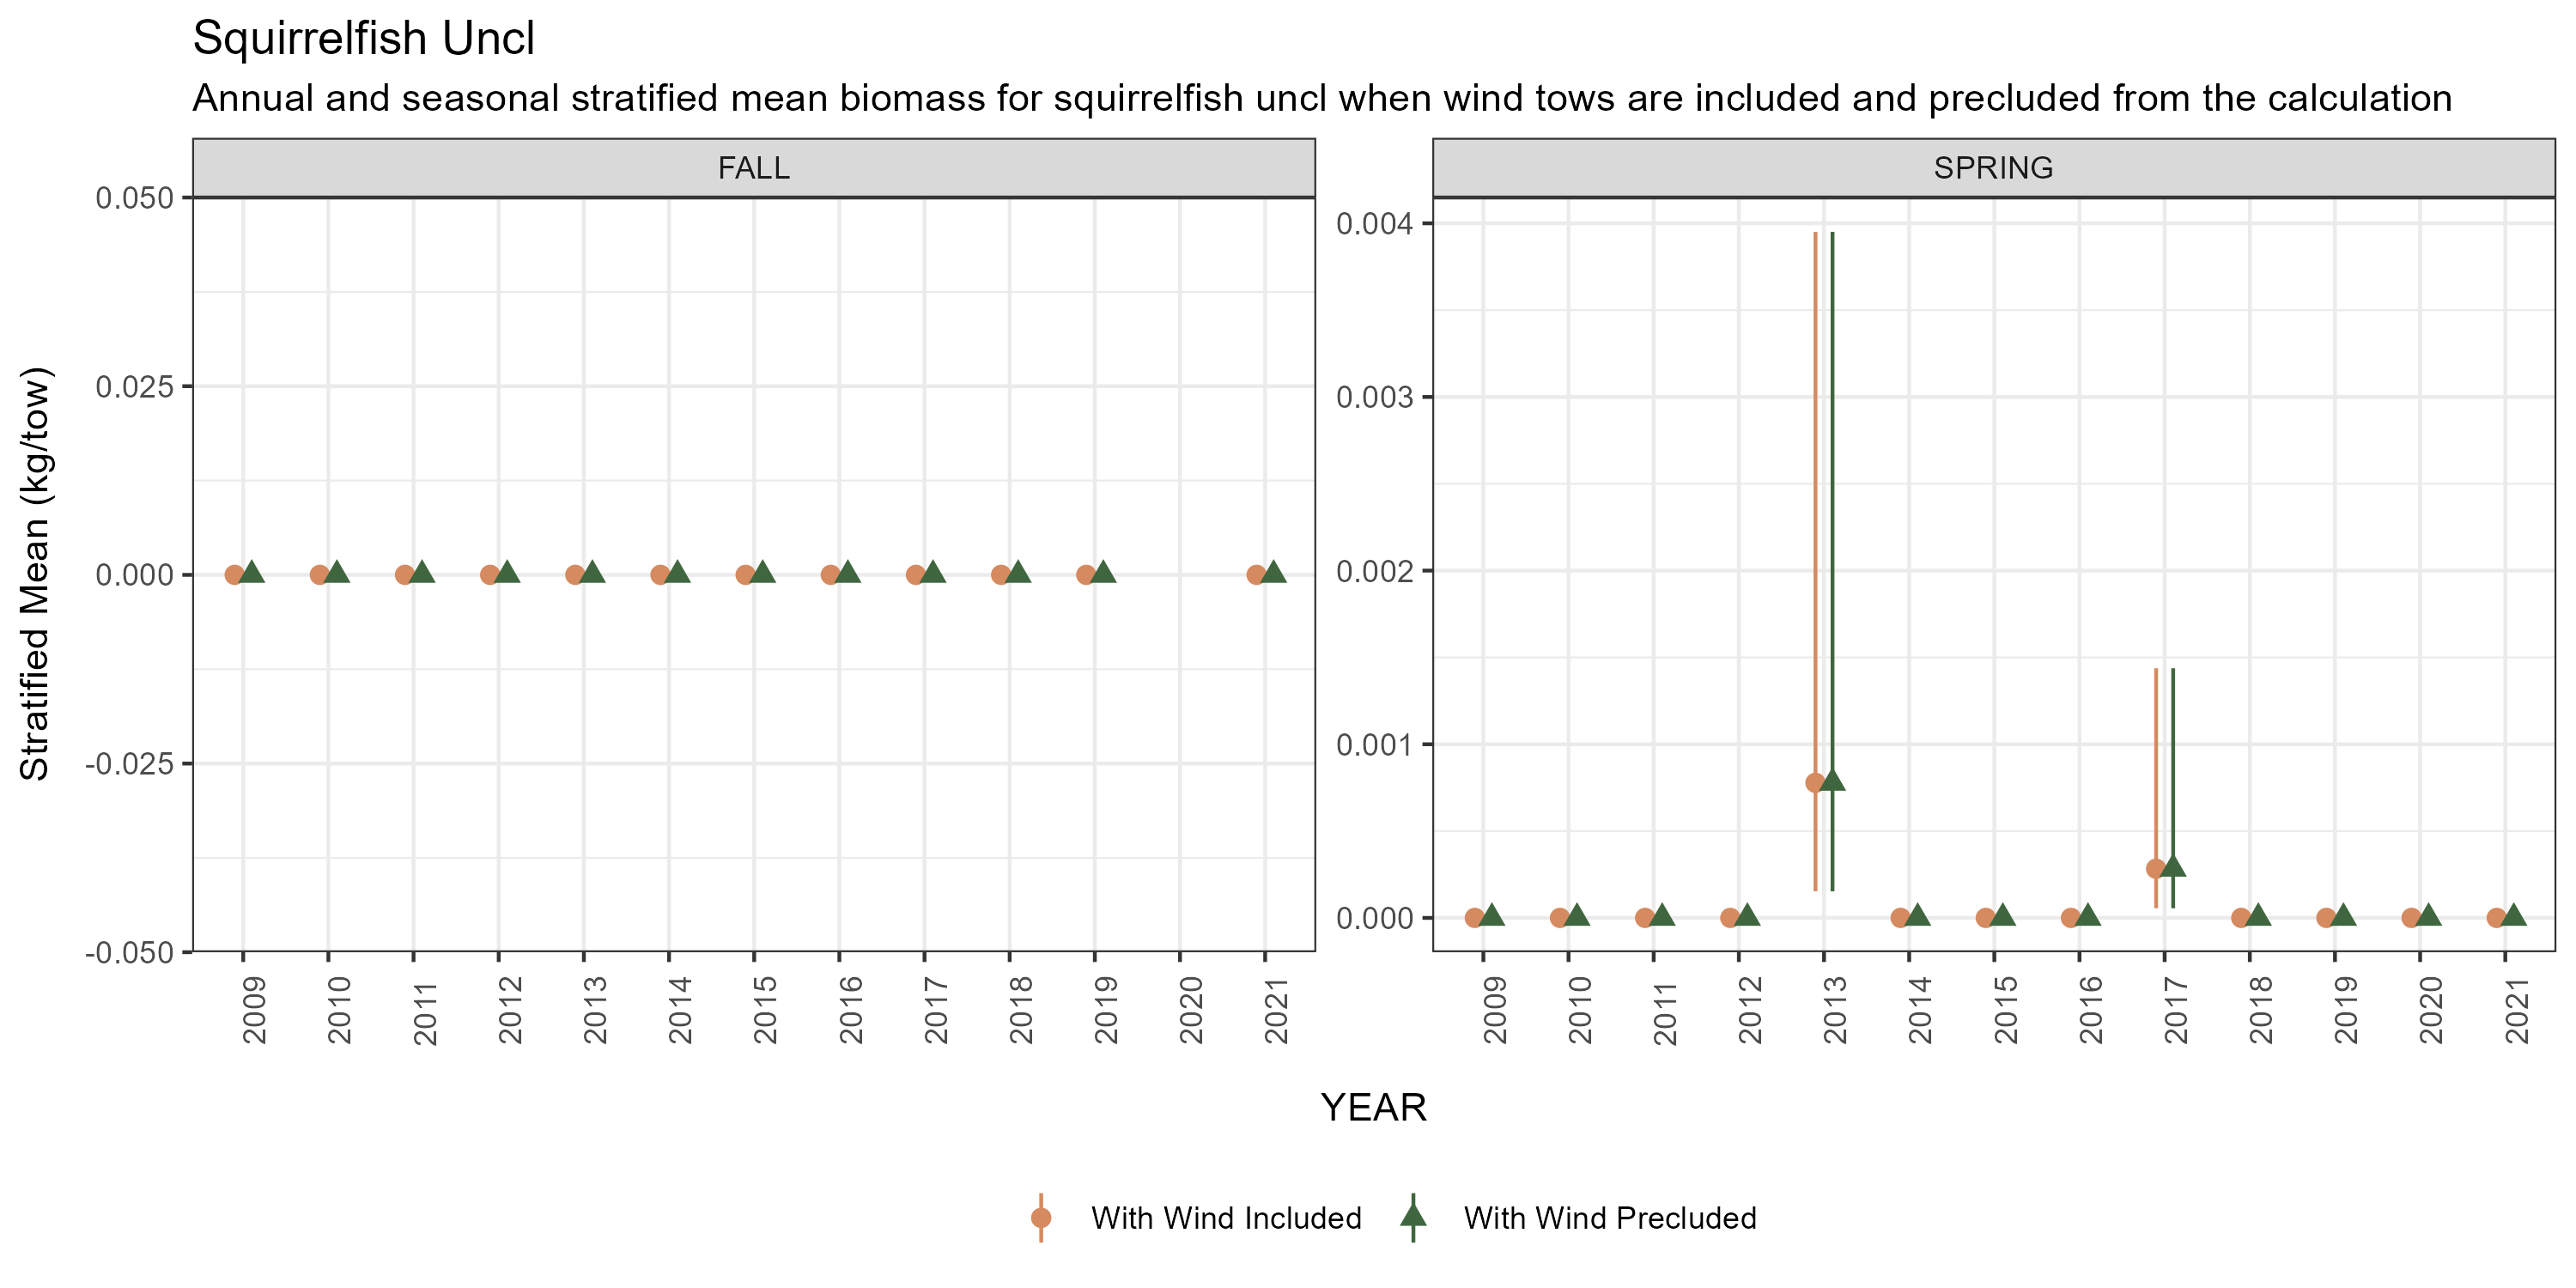 Squirrelfish Uncl
Annual and seasonal stratified mean biomass for squirrelfish uncl when wind tows are included and precluded from the calculation
FALL
SPRING
Stratified Mean (kg/tow)
0.050
0.025
0.000
-0.025
-0.050
0.004
0.003
0.002
0.001
0.000
2009 2010 2011 2012 2013 2014 2015 2016 2017 2018 2019 2020 2021
2009 2010 2011 2012 2013 2014 2015 2016 2017 2018 2019 2020 2021
YEAR
With Wind Included
With Wind Precluded